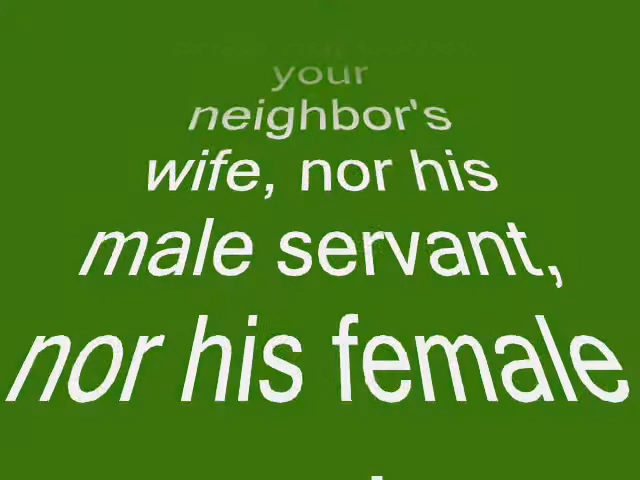 your
neighbor's
wife, nor his
male servant,
nor his female